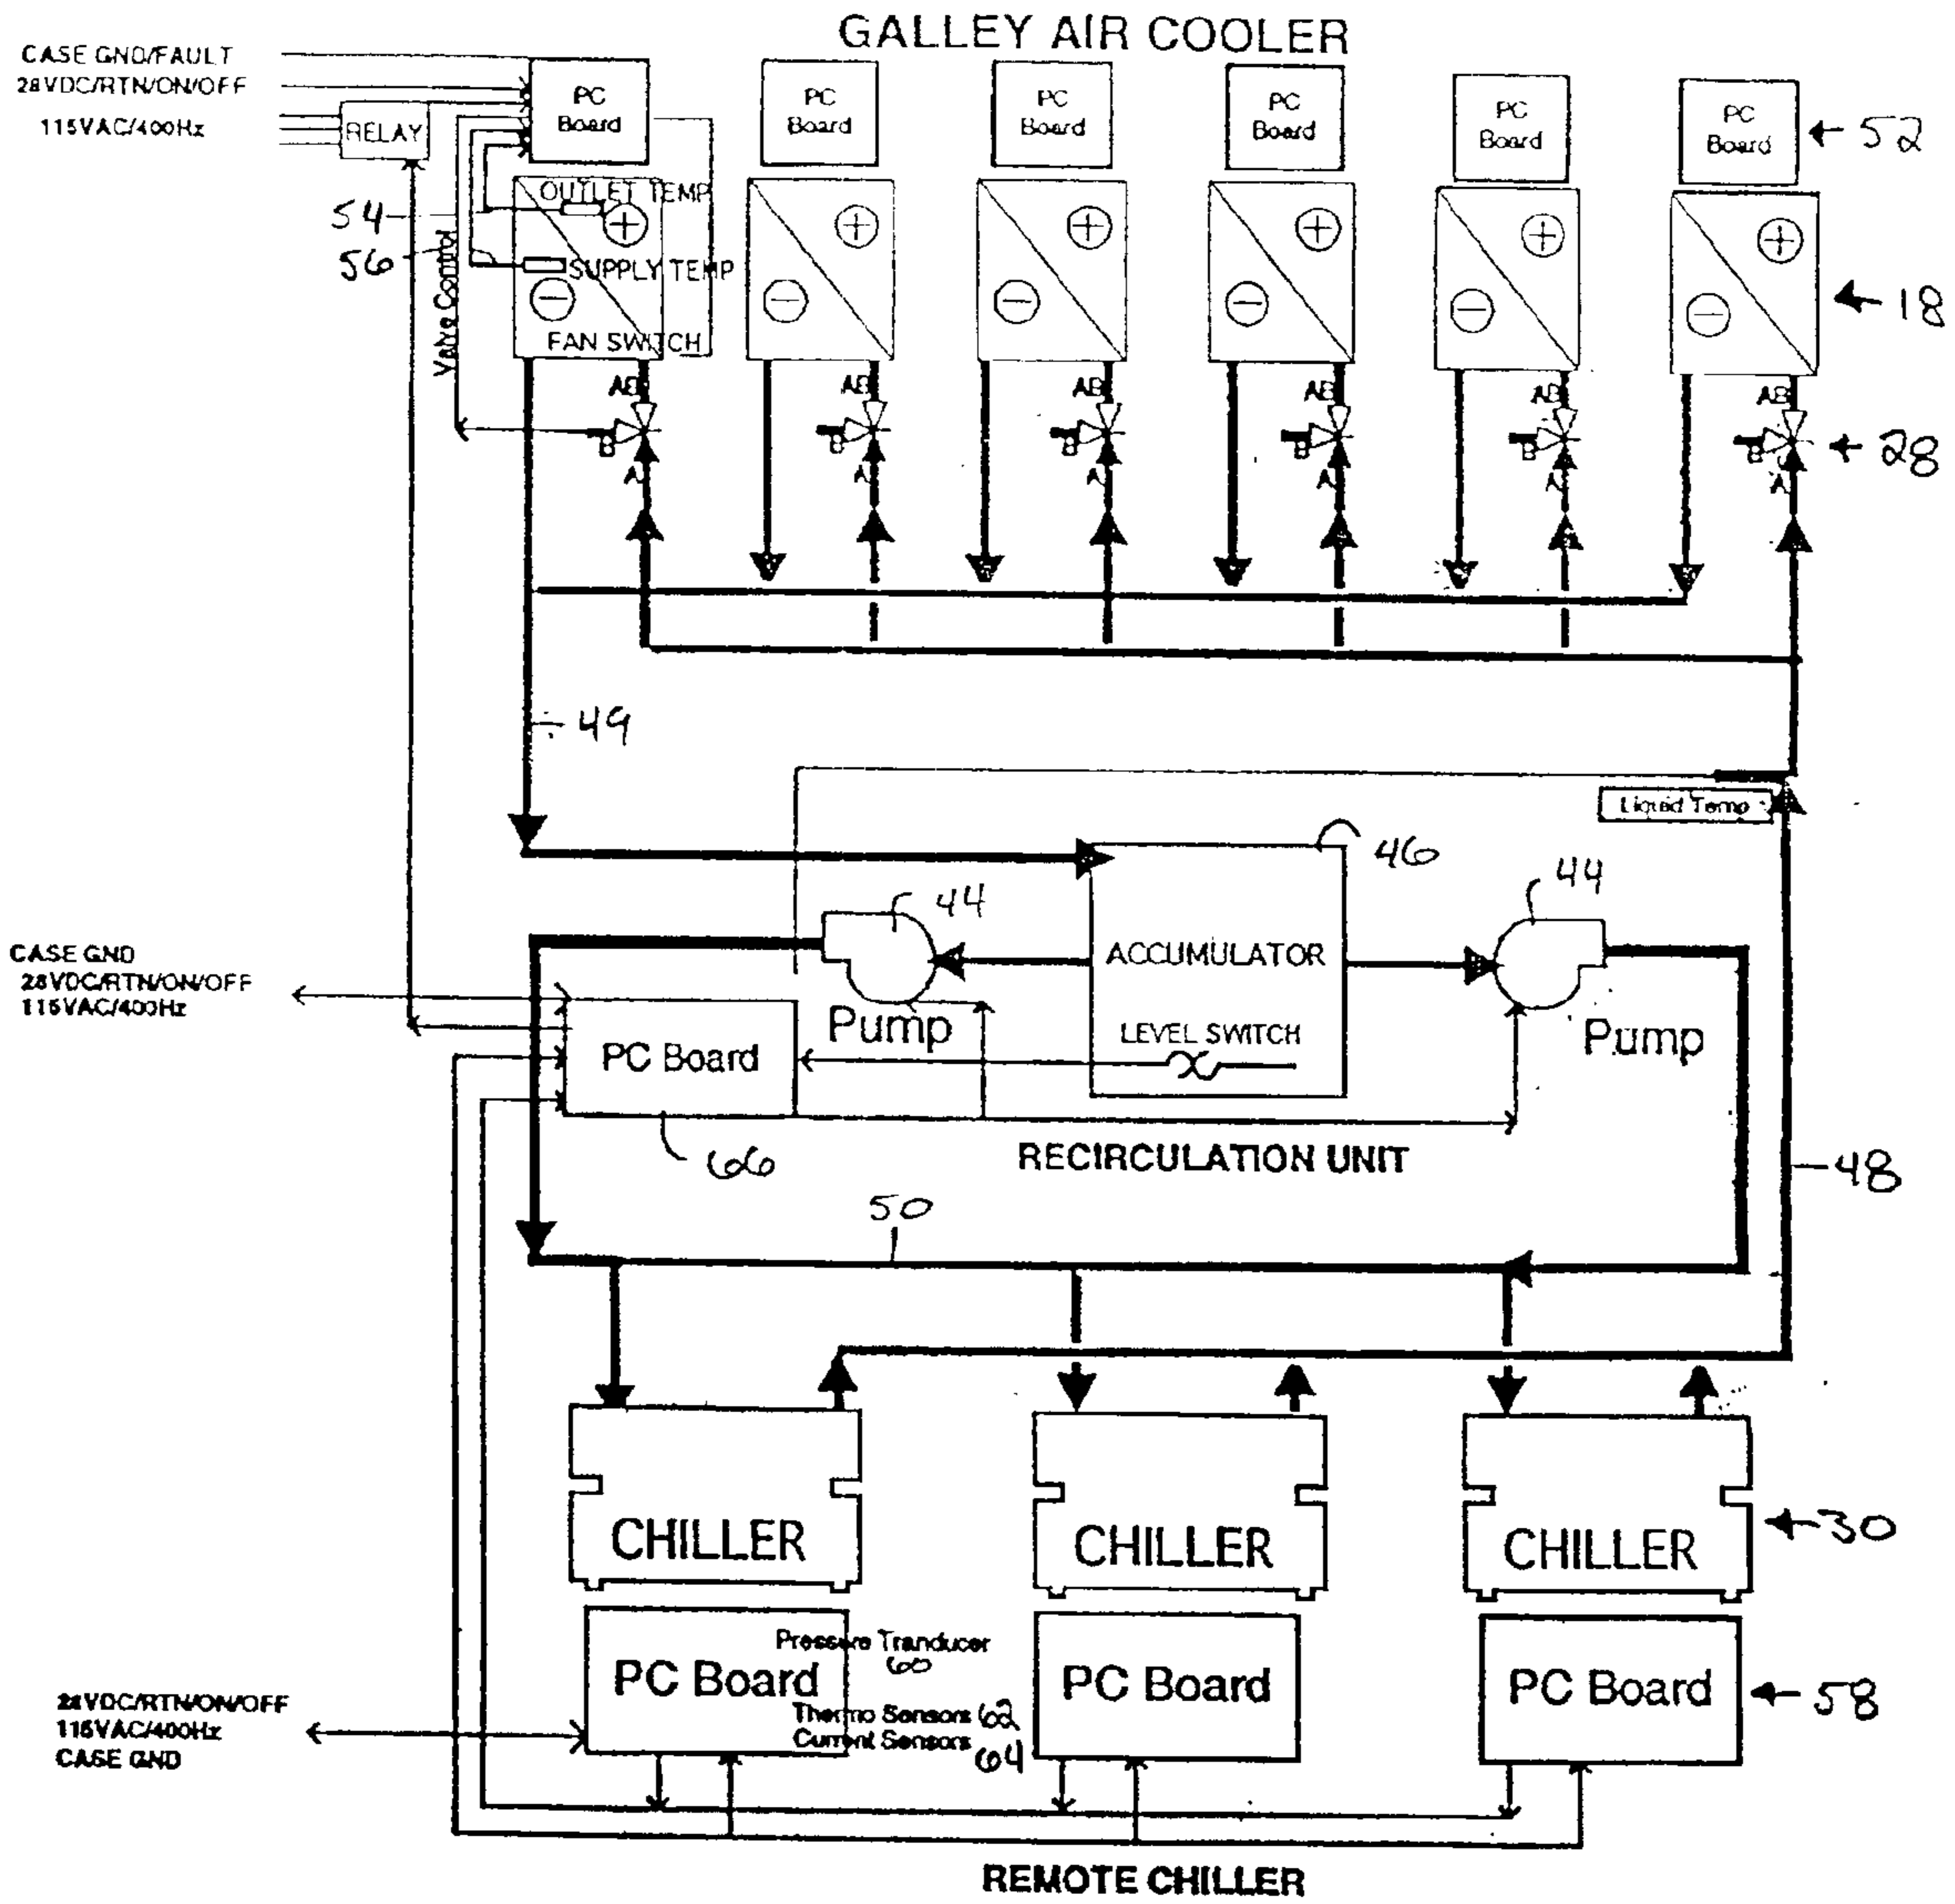 GALLEY AIR COOLER
CASE GND/FAULT
28VDC/RTN/ON/OFF
115VAC/400Hz
RELAY
PC
Board
PC
Board
PC
Board
PC
Board
PC
Board
PC
Board
52
OUTLET TEMP
54
56
SUPPLY TEMP
Valve Control
FAN SWITCH
18
AB
AB
AB
AB
AB
AB
B
B
B
B
B
B
28
A
A
A
A
A
A
49
Liquid Temp
46
44
44
CASE GND
28VDC/RTN/ON/OFF
115VAC/400Hz
ACCUMULATOR
Pump
LEVEL SWITCH
Pump
PC Board
66
RECIRCULATION UNIT
48
50
CHILLER
CHILLER
CHILLER
30
PC Board
Pressure Tranducer
60
Thermo Sensors 62
Current Sensors
64
PC Board
PC Board
58
28VDC/RTN/ON/OFF
115VAC/400Hz
CASE GND
REMOTE CHILLER